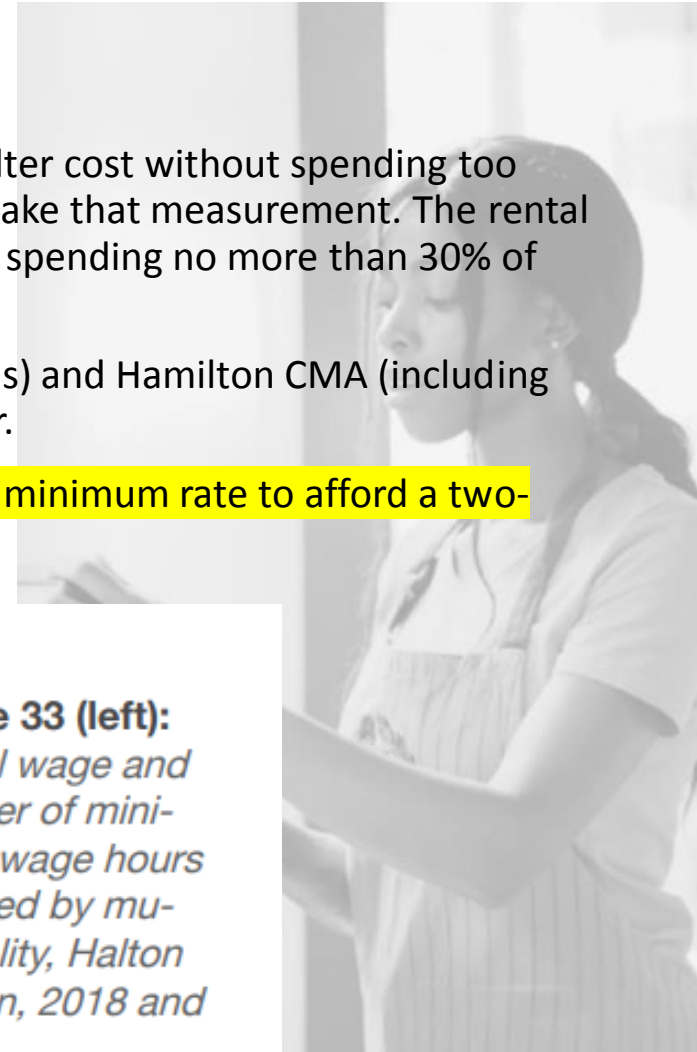 lter cost without spending too
ake that measurement. The rental
spending no more than 30% of
s) and Hamilton CMA (including
r.
minimum rate to afford a two-
e 33 (left):
l wage and
er of mini-
wage hours
ed by mu-
lity, Halton
n, 2018 and